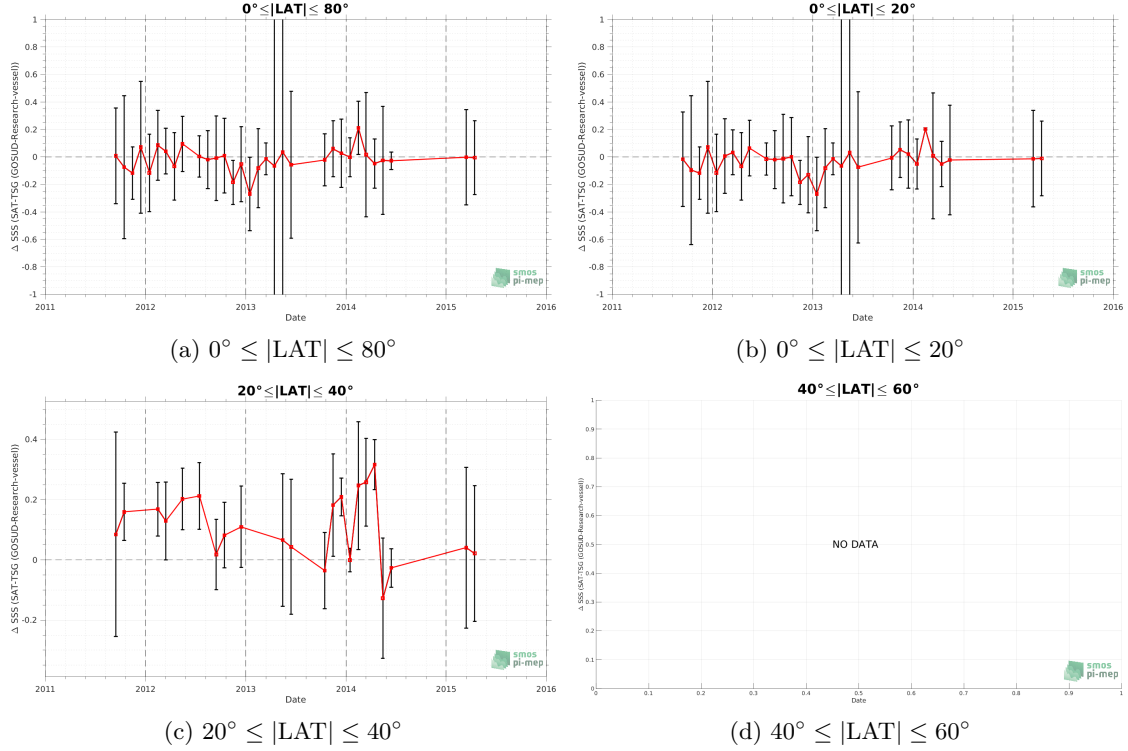 0°≤|LAT|≤ 80°
Δ SSS (SAT-TSG (GOSUD-Research-vessel))
1
0.8
0.6
0.4
0.2
0
-0.2
-0.4
-0.6
-0.8
-1
2011 2012 2013 2014 2015 2016
Date
smos
pi-mep
(a) 0° ≤ |LAT| ≤ 80°
0°≤|LAT|≤ 20°
Δ SSS (SAT-TSG (GOSUD-Research-vessel))
1
0.8
0.6
0.4
0.2
0
-0.2
-0.4
-0.6
-0.8
-1
2011 2012 2013 2014 2015 2016
Date
smos
pi-mep
(b) 0° ≤ |LAT| ≤ 20°
20°≤|LAT|≤ 40°
Δ SSS (SAT-TSG (GOSUD-Research-vessel))
0.4
0.2
0
-0.2
2011 2012 2013 2014 2015 2016
Date
smos
pi-mep
(c) 20° ≤ |LAT| ≤ 40°
40°≤|LAT|≤ 60°
Δ SSS (SAT-TSG (GOSUD-Research-vessel))
1
0.9
0.8
0.7
0.6
0.5
0.4
0.3
0.2
0.1
0
NO DATA
0 0.1 0.2 0.3 0.4 0.5 0.6 0.7 0.8 0.9 1
Date
smos
pi-mep
(d) 40° ≤ |LAT| ≤ 60°